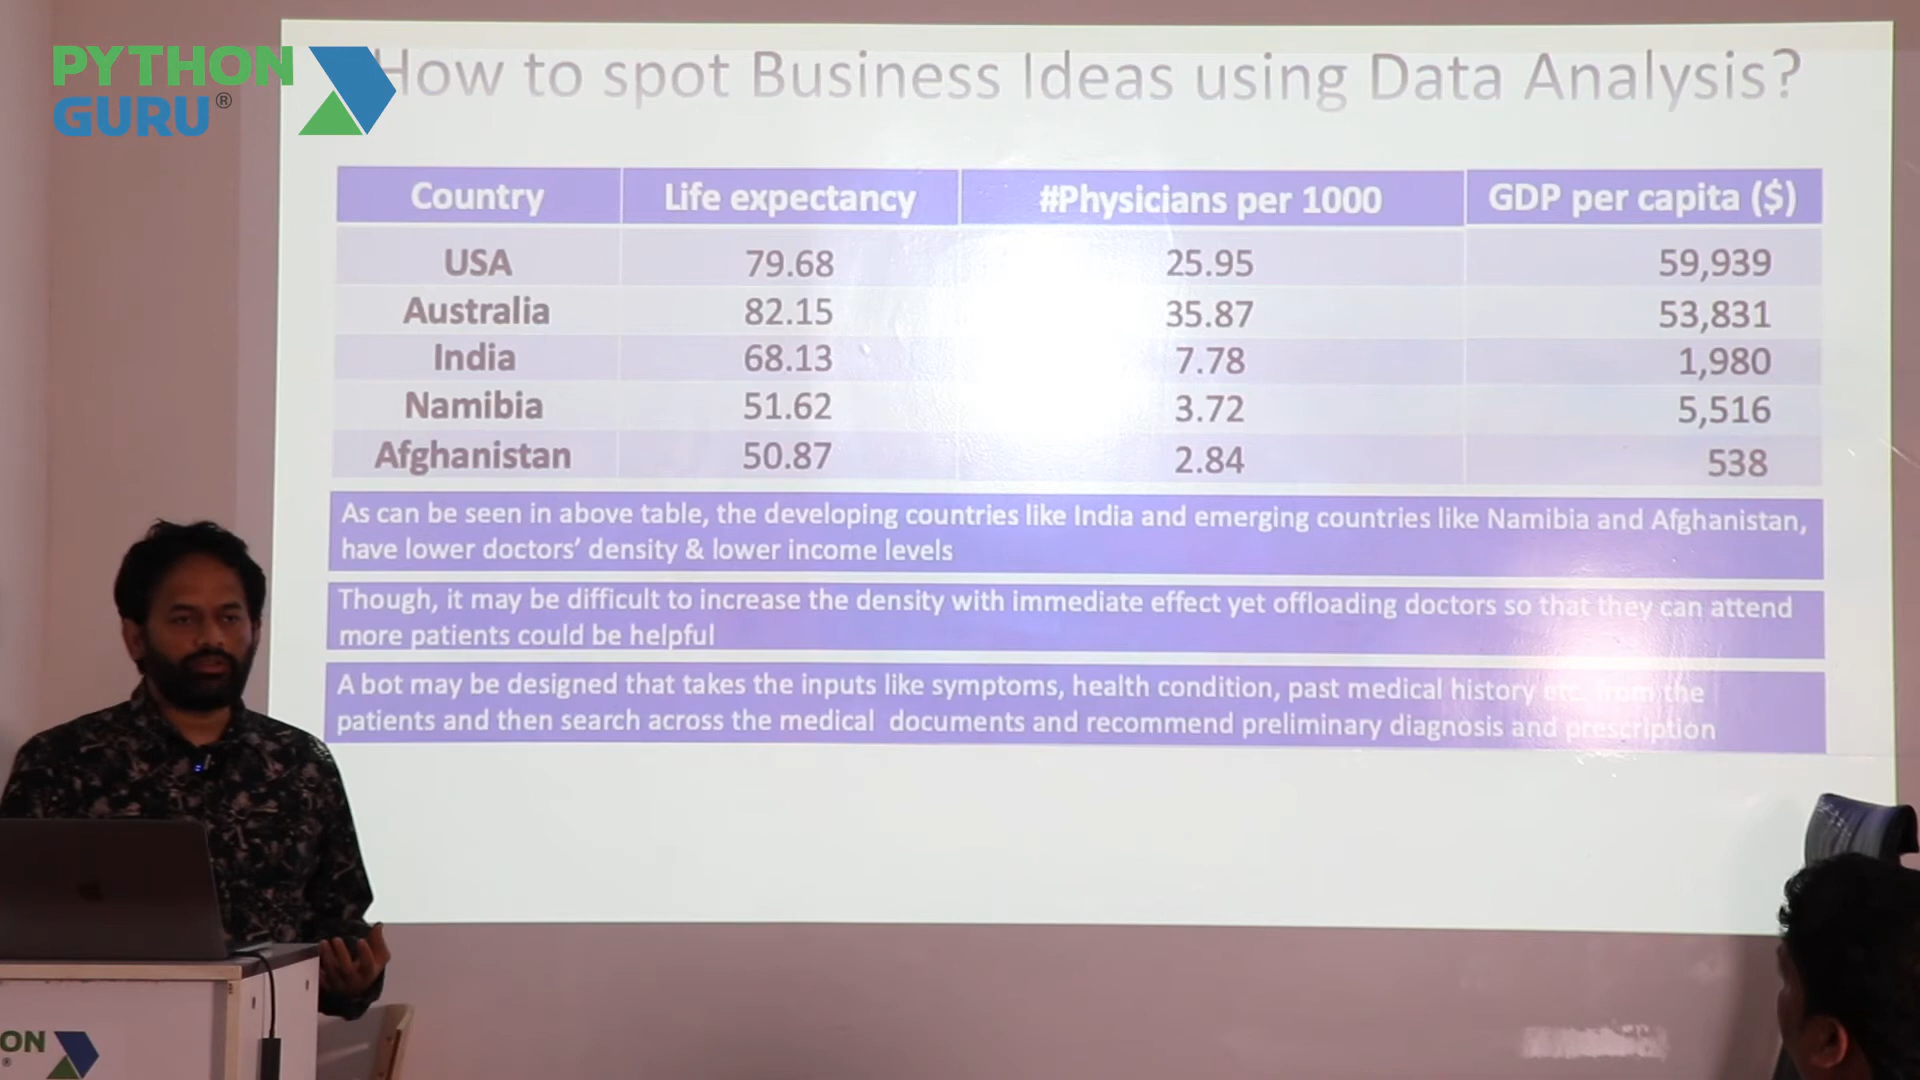 PYTHON
GURU®
How to spot Business Ideas using Data Analysis?
Country Life expectancy #Physicians per 1000 GDP per capita ($)
USA 79.68 25.95 59,939
Australia 82.15 35.87 53,831
India 68.13 7.78 1,980
Namibia 51.62 3.72 5,516
Afghanistan 50.87 2.84 538
As can be seen in above table, the developing countries like India and emerging countries like Namibia and Afghanistan,
have lower doctors' density & lower income levels
Though, it may be difficult to increase the density with immediate effect yet offloading doctors so that they can attend
more patients could be helpful
A bot may be designed that takes the inputs like symptoms, health condition, past medical history etc. from the
patients and then search across the medical documents and recommend preliminary diagnosis and prescription
ON
®